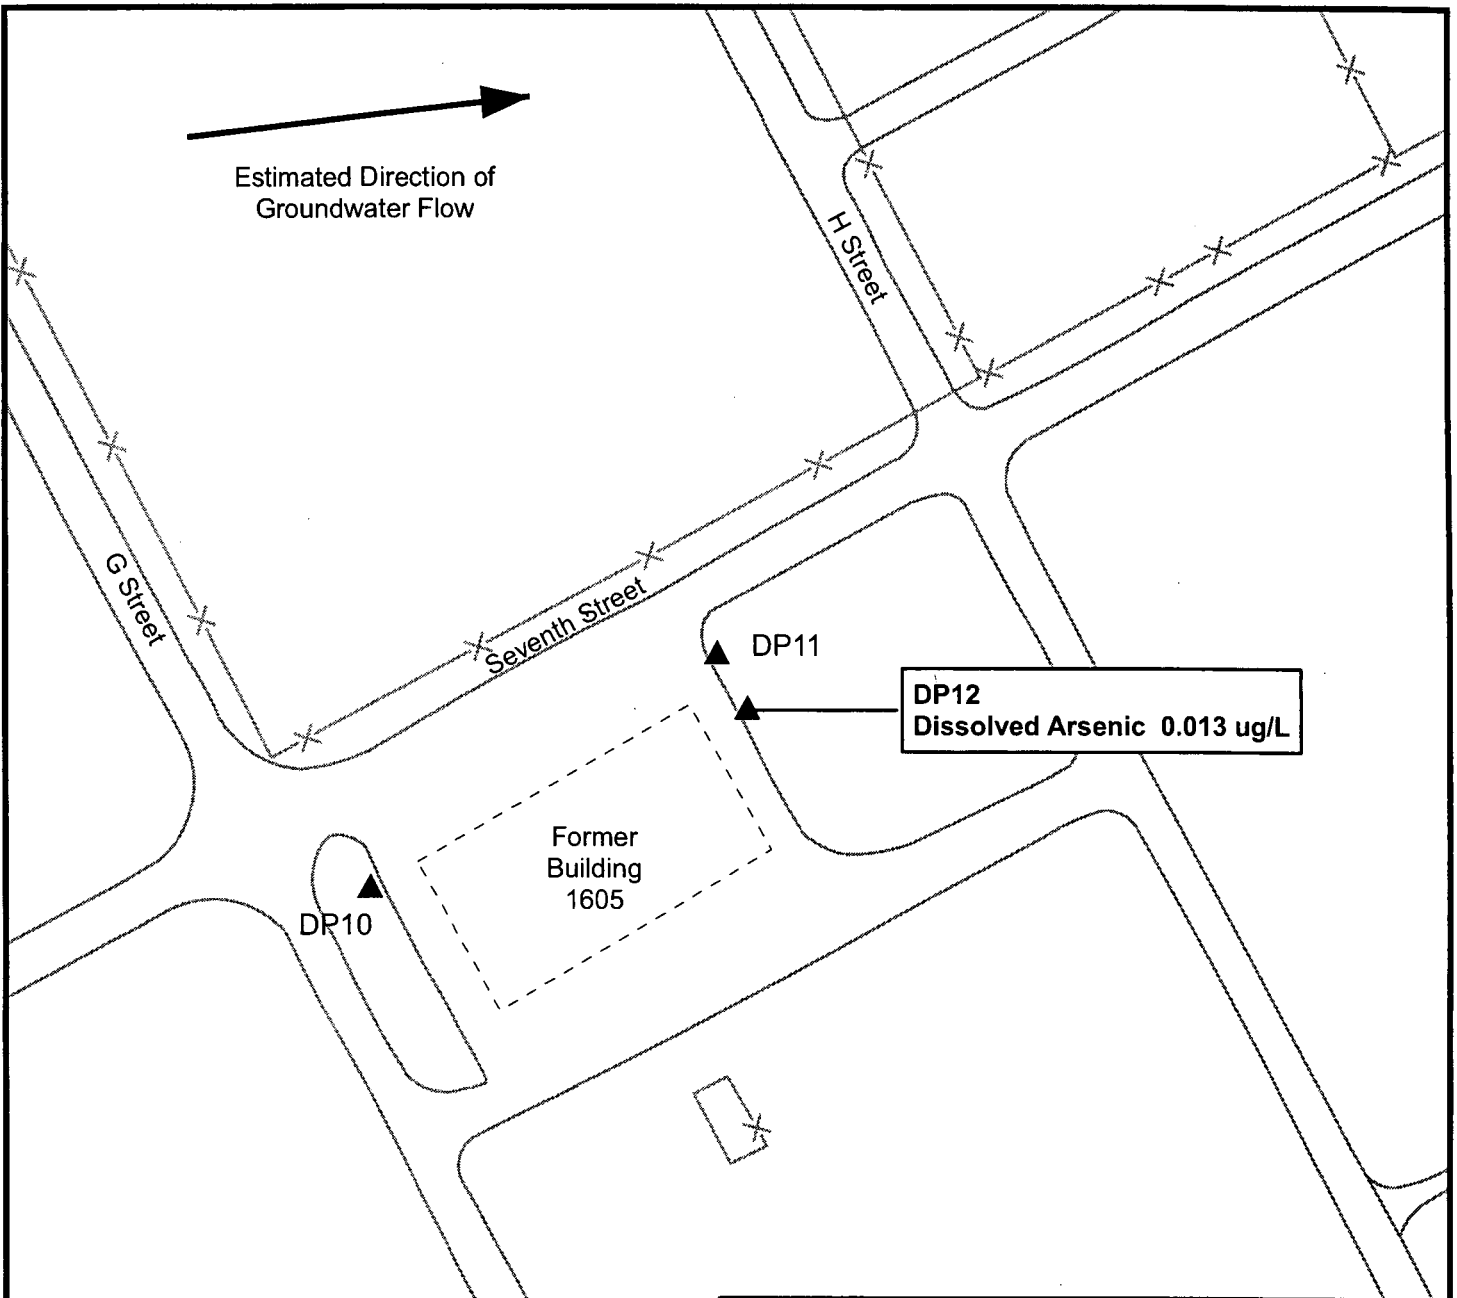 Estimated Direction of
Groundwater Flow
H Street
G Street
Seventh Street
DP11
DP12
Dissolved Arsenic 0.013 ug/L
Former
Building
1605
DP10